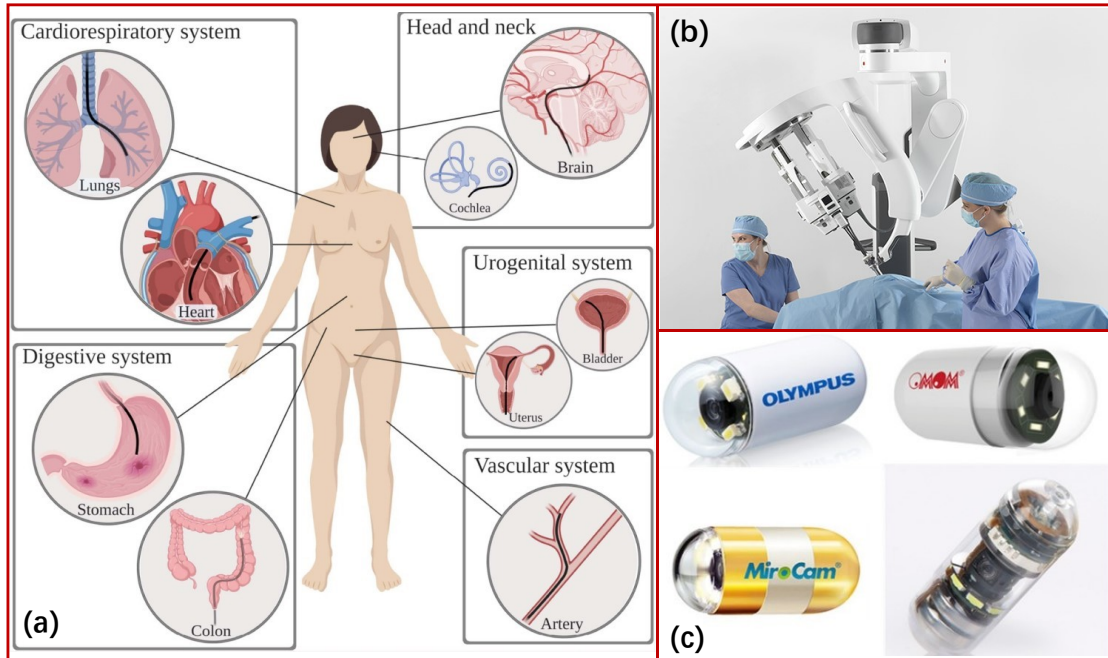 Cardiorespiratory system
Lungs
Heart
Head and neck
Brain
Cochlea
Urogenital system
Bladder
Uterus
Digestive system
Stomach
Colon
Vascular system
Artery
(a)
(b)
OLYMPUS
OMOM®
MiroCam®
(c)